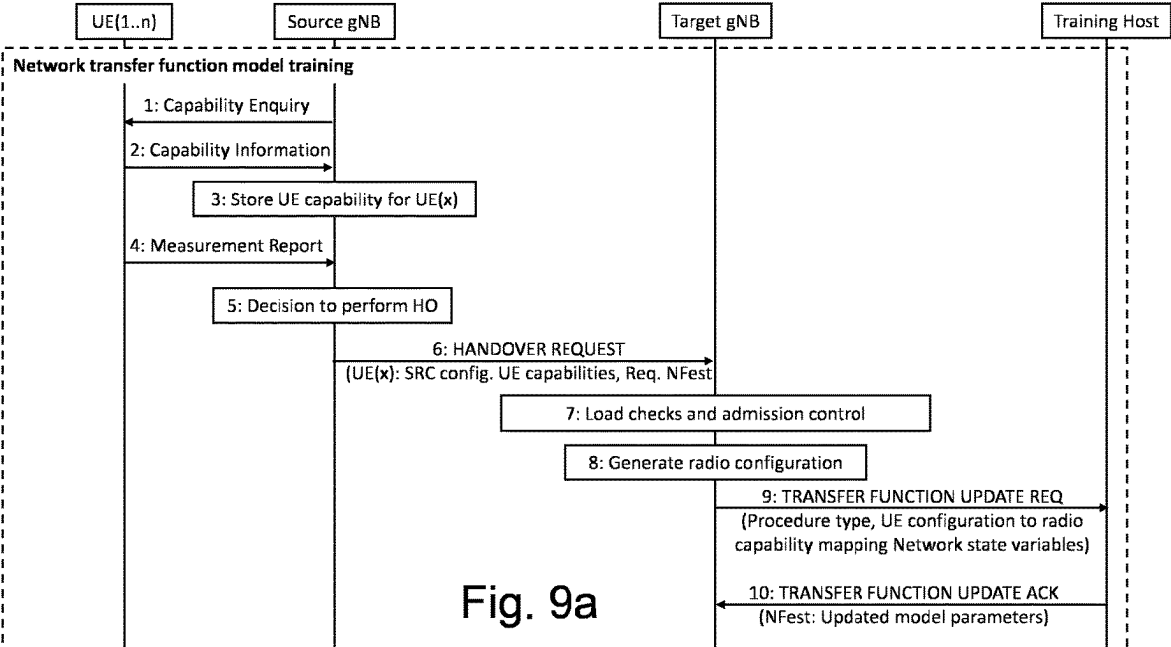 UE(1..n)
Source gNB
Target gNB
Training Host
Network transfer function model training
1: Capability Enquiry
2: Capability Information
3: Store UE capability for UE(x)
4: Measurement Report
5: Decision to perform HO
6: HANDOVER REQUEST
(UE(x): SRC config. UE capabilities, Req. NFest
7: Load checks and admission control
8: Generate radio configuration
9: TRANSFER FUNCTION UPDATE REQ
(Procedure type, UE configuration to radio
capability mapping Network state variables)
10: TRANSFER FUNCTION UPDATE ACK
(NFest: Updated model parameters)
Fig. 9a